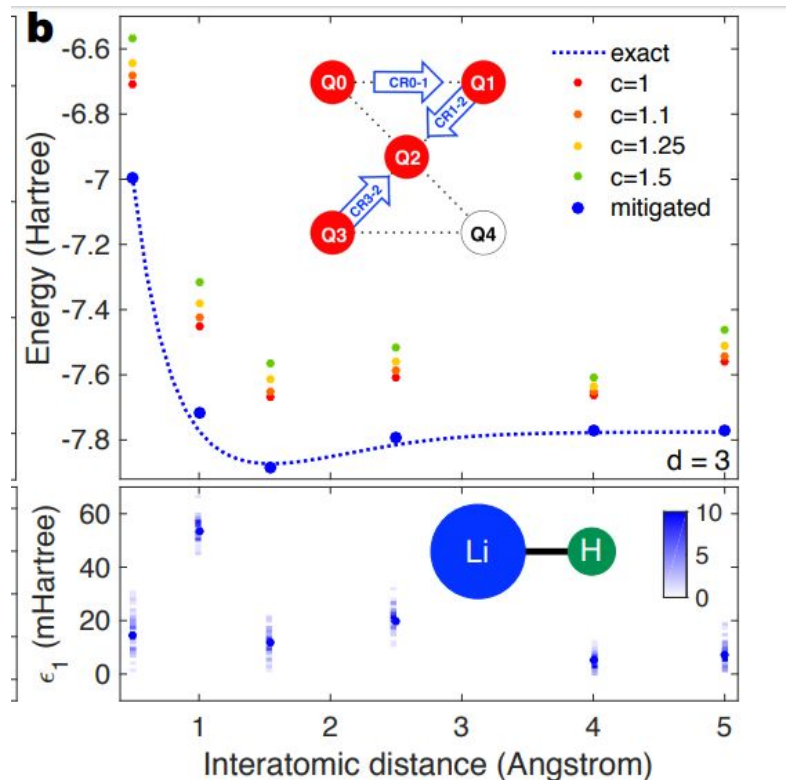 b
-6.6
-6.8
-7
-7.2
-7.4
-7.6
-7.8
Energy (Hartree)
Q0
CR0-1
Q1
CR1-2
Q2
CR3-2
Q3
Q4
exact
c=1
c=1.1
c=1.25
c=1.5
mitigated
d = 3
60
40
20
0
ϵ₁ (mHartree)
Li
H
10
5
0
1 2 3 4 5
Interatomic distance (Angstrom)